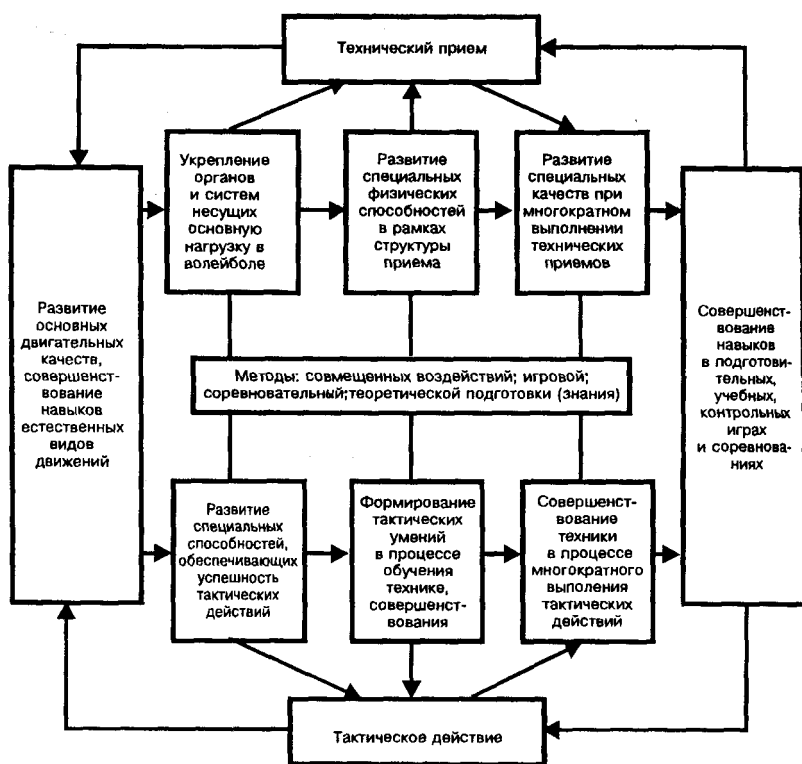 Технический прием
Укрепление
органов
и систем
несущих
основную
нагрузку в
волейболе
Развитие
специальных
физических
способностей
в рамках
структуры
приема
Развитие
специальных
качеств при
многократном
выполнении
технических
приемов
Развитие
основных
двигательных
качеств,
совершенст-
вование
навыков
естественных
видов
движений
Методы: совмещенных воздействий; игровой;
соревновательный;теоретической подготовки (знания)
Совершенст-
вование
навыков
в подготови-
тельных,
учебных,
контрольных
играх
и соревнова-
ниях
Развитие
специальных
способностей,
обеспечивающих
успешность
тактических
действий
Формирование
тактических
умений
в процессе
обучения
технике,
совершенст-
вования
Совершенст-
вование
техники
в процессе
многократного
выполения
тактических
действий
Тактическое действие